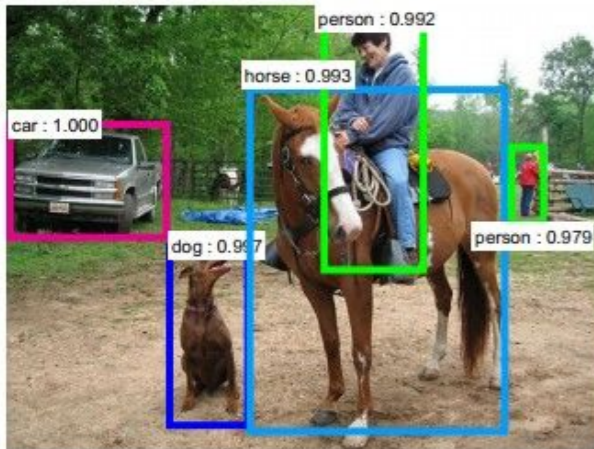 person : 0.992
horse : 0.993
car : 1.000
person : 0.979
dog : 0.997